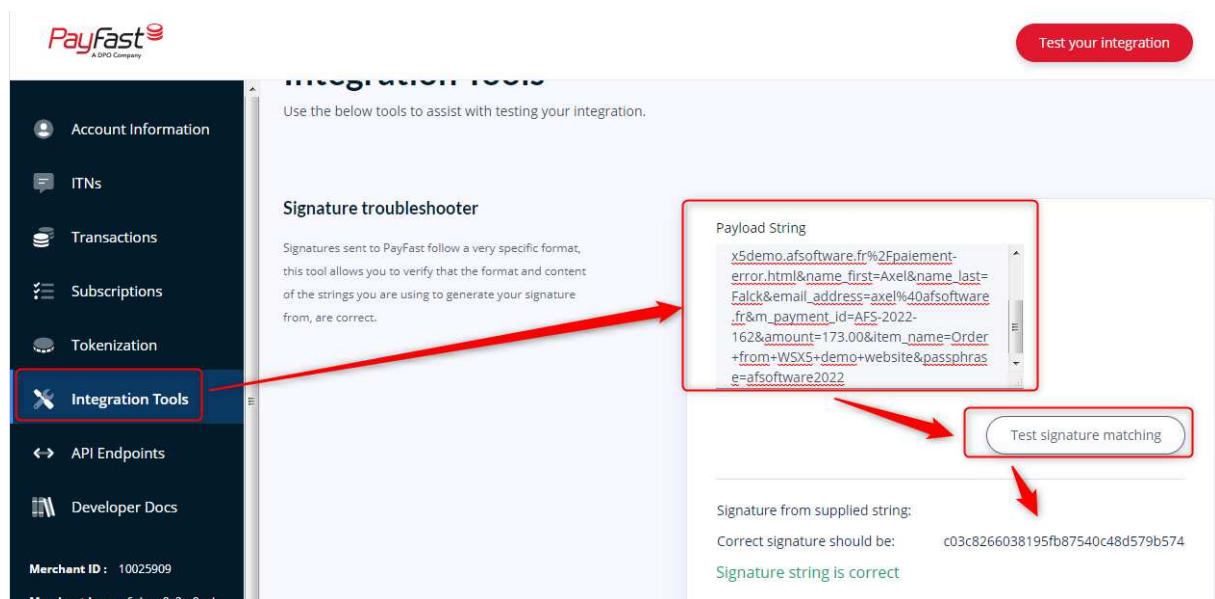 PayFast
A DPO Company
Test your integration
Integration Tools
Use the below tools to assist with testing your integration.
Account Information
ITNs
Transactions
Subscriptions
Tokenization
Integration Tools
API Endpoints
Developer Docs
Merchant ID : 10025909
Signature troubleshooter
Signatures sent to PayFast follow a very specific format,
this tool allows you to verify that the format and content
of the strings you are using to generate your signature
from, are correct.
Payload String
x5demo.afsoftware.fr%2Fpaiement-
error.html&name_first=Axel&name_last=
Falck&email_address=axel%40afsoftware
.fr&m_payment_id=AFS-2022-
162&amount=173.00&item_name=Order
+from+WSX5+demo+website&passphras
e=afsoftware2022
Test signature matching
Signature from supplied string:
Correct signature should be: c03c8266038195fb87540c48d579b574
Signature string is correct